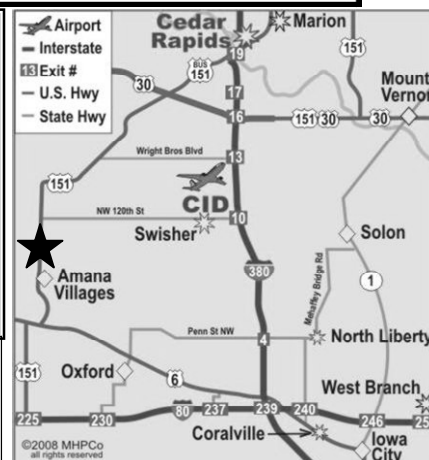 Airport
Interstate
13 Exit #
U.S. Hwy
State Hwy
Cedar
Rapids
Marion
19
151
BUS
151
30
17
Mount
Vernon
16
151 30
30
Wright Bros Blvd
13
151
CID
NW 120th St
10
Swisher
Solon
380
Mehaffey Bridge Rd
1
Amana
Villages
Penn St NW
4
North Liberty
151
Oxford
6
West Branch
225
230
80
237
239
240
246
25
Coralville
Iowa
City
©2008 MHPCo
all rights reserved